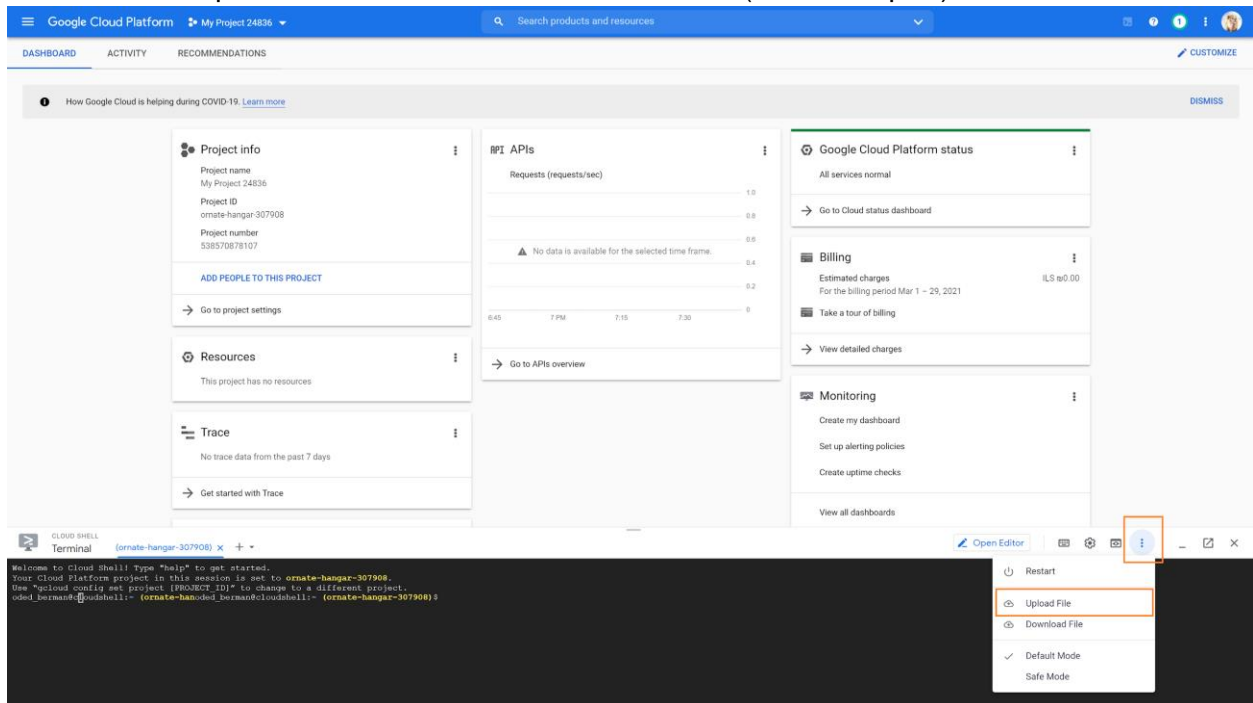 Google Cloud Platform My Project 24836 Search products and resources 1
DASHBOARD ACTIVITY RECOMMENDATIONS CUSTOMIZE
How Google Cloud is helping during COVID-19. Learn more DISMISS
Project info
Project name
My Project 24836
Project ID
ornate-hangar-307908
Project number
538570878107
ADD PEOPLE TO THIS PROJECT
Go to project settings
Resources
This project has no resources
Trace
No trace data from the past 7 days
Get started with Trace
API APIs
Requests (requests/sec)
1.0
0.8
0.6
No data is available for the selected time frame.
0.4
0.2
0
6:45 7 PM 7:15 7:30
Go to APIs overview
Google Cloud Platform status
All services normal
Go to Cloud status dashboard
Billing
Estimated charges ILS ₪0.00
For the billing period Mar 1 – 29, 2021
Take a tour of billing
View detailed charges
Monitoring
Create my dashboard
Set up alerting policies
Create uptime checks
View all dashboards
CLOUD SHELL
Terminal (ornate-hangar-307908) x + Open Editor
Welcome to Cloud Shell! Type "help" to get started.
Your Cloud Platform project in this session is set to ornate-hangar-307908.
Use "gcloud config set project [PROJECT_ID]" to change to a different project.
oded_berman@cloudshell:~ (ornate-hanoded_berman@cloudshell:~ (ornate-hangar-307908)$
Restart
Upload File
Download File
Default Mode
Safe Mode